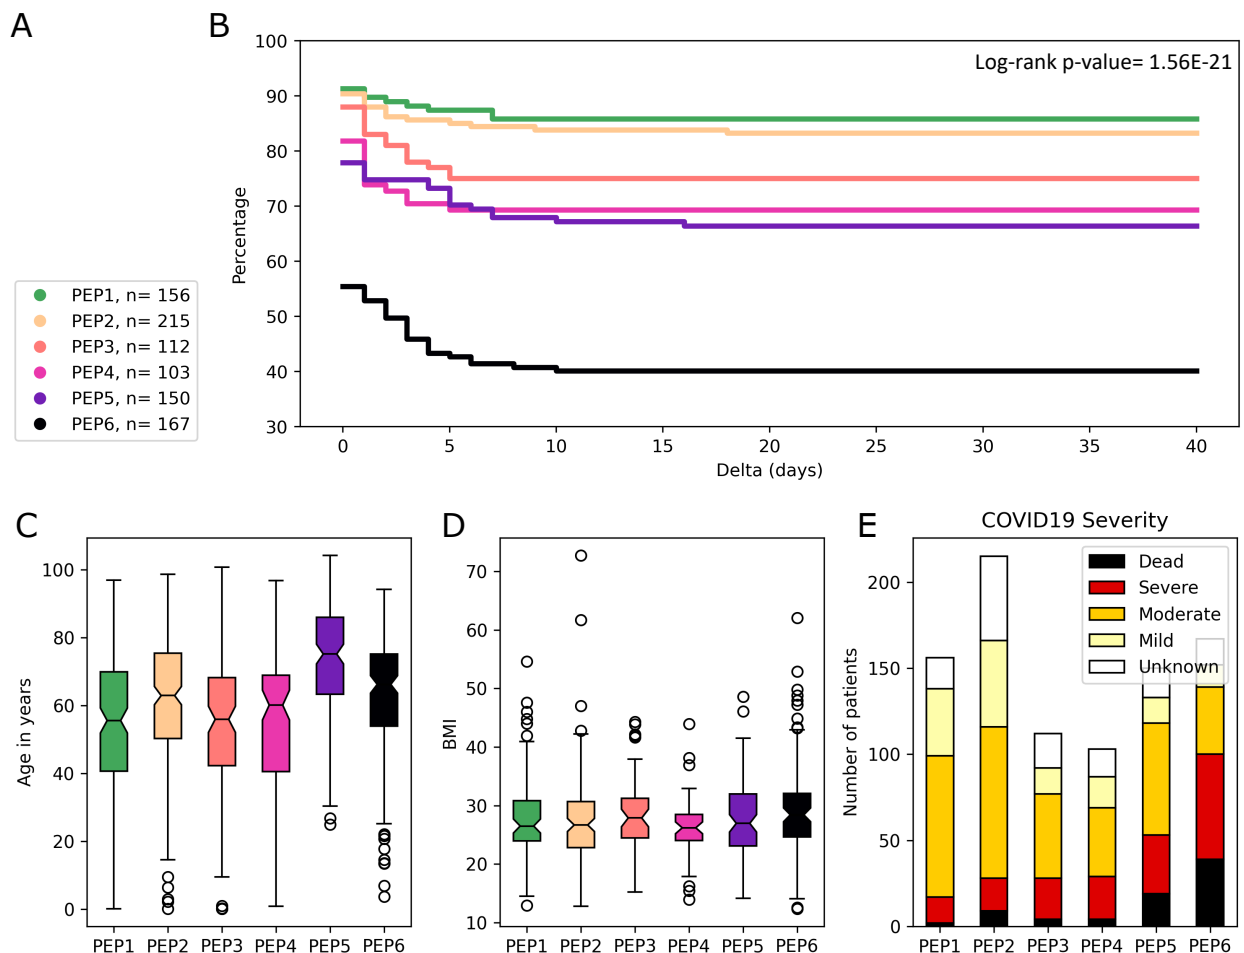 A
B
Log-rank p-value= 1.56E-21
100
90
80
70
60
50
40
30
Percentage
0 5 10 15 20 25 30 35 40
Delta (days)
PEP1, n= 156
PEP2, n= 215
PEP3, n= 112
PEP4, n= 103
PEP5, n= 150
PEP6, n= 167
C
100
80
60
40
20
0
Age in years
PEP1 PEP2 PEP3 PEP4 PEP5 PEP6
D
70
60
50
40
30
20
10
BMI
PEP1 PEP2 PEP3 PEP4 PEP5 PEP6
E
COVID19 Severity
Dead
Severe
Moderate
Mild
Unknown
200
150
100
50
0
Number of patients
PEP1 PEP2 PEP3 PEP4 PEP5 PEP6